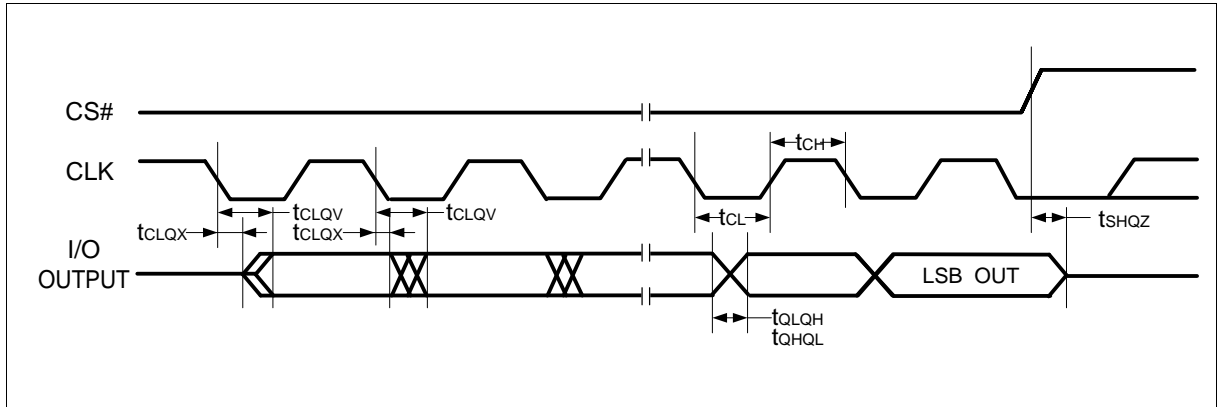 CS#
CLK
tCH
tCLQV
tCLQV
tCL
tSHQZ
tCLQX
tCLQX
I/O
OUTPUT
LSB OUT
tQLQH
tQHQL